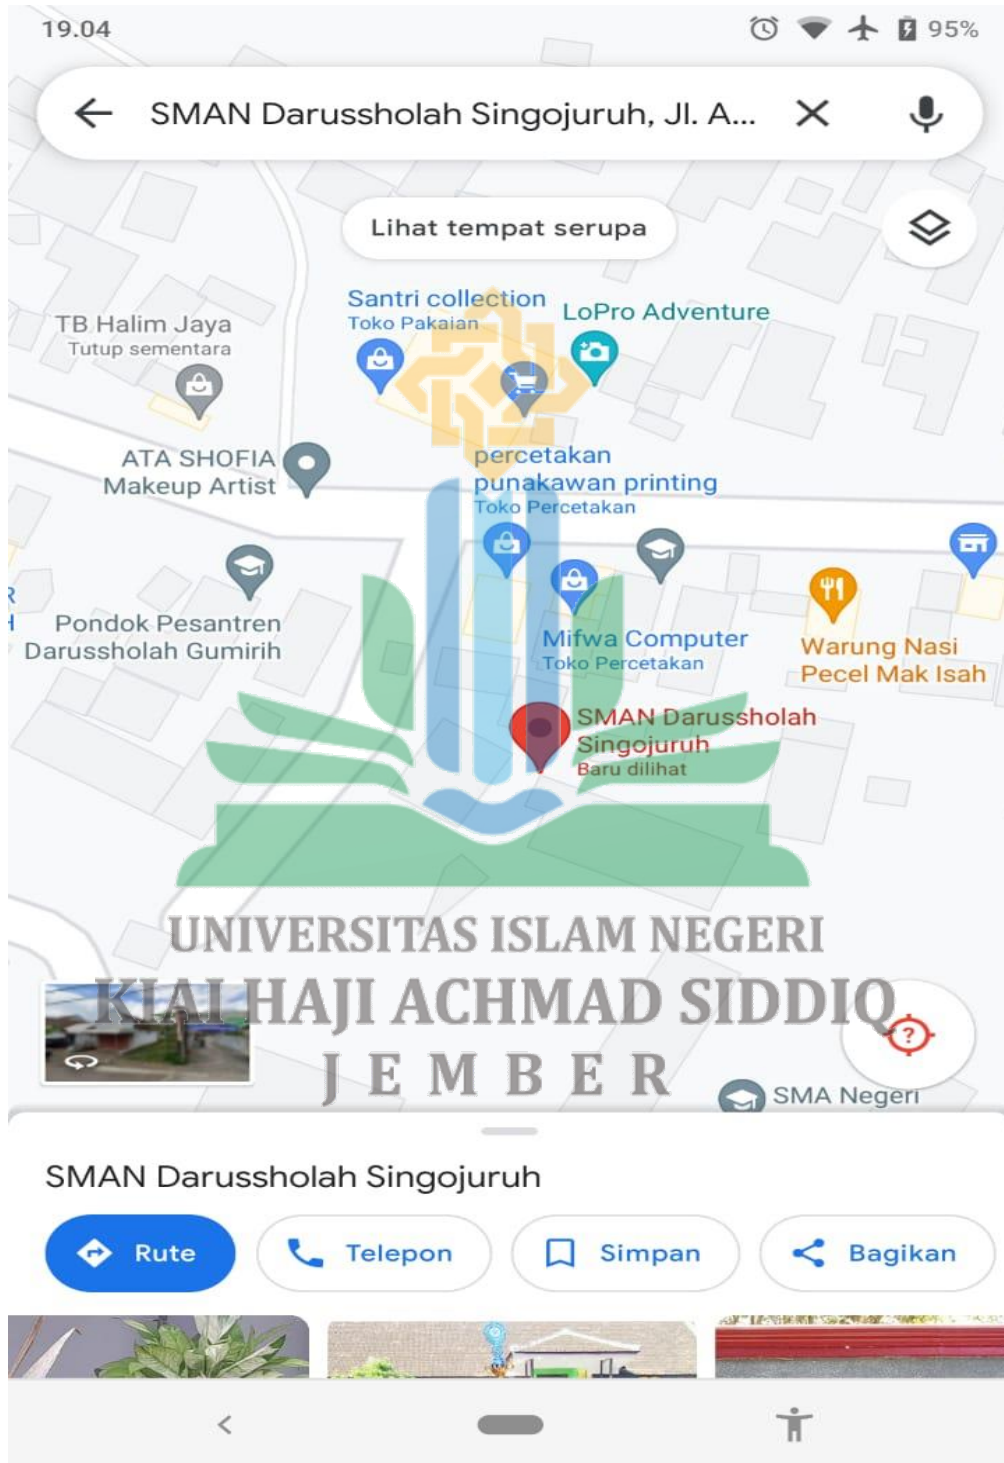 19.04
95%
SMAN Darussholah Singojuruh, Jl. A...
Lihat tempat serupa
Santri collection
Toko Pakaian
LoPro Adventure
TB Halim Jaya
Tutup sementara
ATA SHOFIA
Makeup Artist
percetakan
punakawan printing
Toko Percetakan
Pondok Pesantren
Darussholah Gumirih
Mifwa Computer
Toko Percetakan
Warung Nasi
Pecel Mak Isah
SMAN Darussholah
Singojuruh
Baru dilihat
UNIVERSITAS ISLAM NEGERI
KIAI HAJI ACHMAD SIDDIQ
JEMBER
SMA Negeri
SMAN Darussholah Singojuruh
Rute
Telepon
Simpan
Bagikan